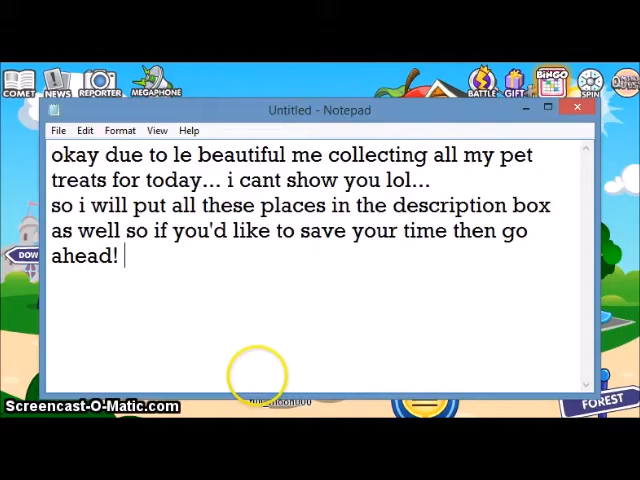 COMET
NEWS
REPORTER
MEGAPHONE
BATTLE
GIFT
BINGO
SPIN
Untitled - Notepad
File Edit Format View Help
okay due to le beautiful me collecting all my pet
treats for today... i cant show you lol...
so i will put all these places in the description box
as well so if you'd like to save your time then go
ahead!
DOW
Screencast-O-Matic.com
FOREST